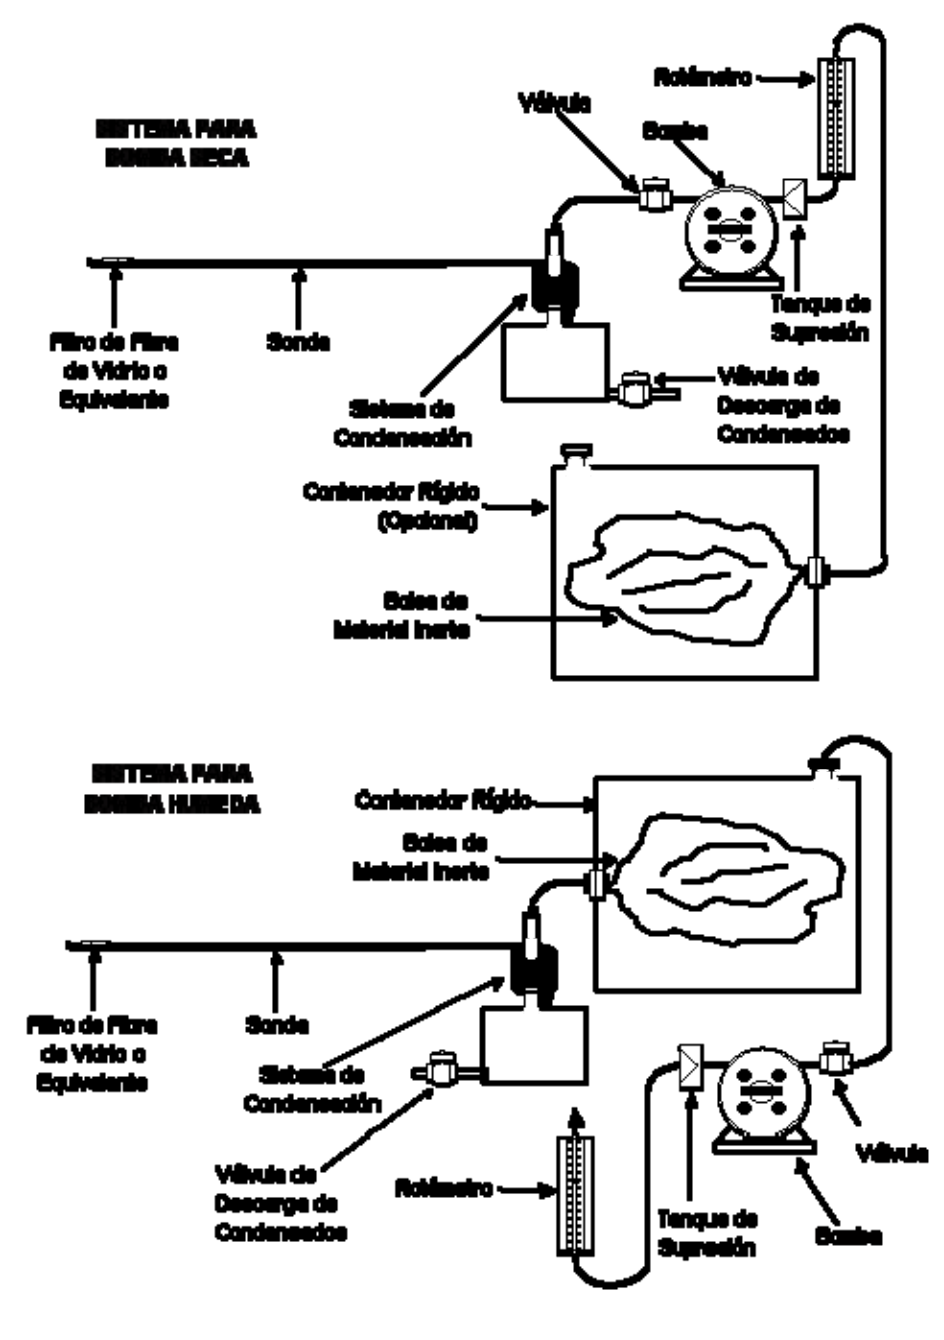 SISTEMA PARA
BOMBA SECA
Válvula
Bomba
Rotámetro
Tanque de
Supresión
Filtro de Fibra
de Vidrio o
Equivalente
Sonda
Sistema de
Condensación
Válvula de
Descarga de
Condensados
Contenedor Rígido
(Opcional)
Bolsa de
Material Inerte
SISTEMA PARA
BOMBA HUMEDA
Contenedor Rígido
Bolsa de
Material Inerte
Filtro de Fibra
de Vidrio o
Equivalente
Sonda
Sistema de
Condensación
Válvula de
Descarga de
Condensados
Rotámetro
Tanque de
Supresión
Válvula
Bomba